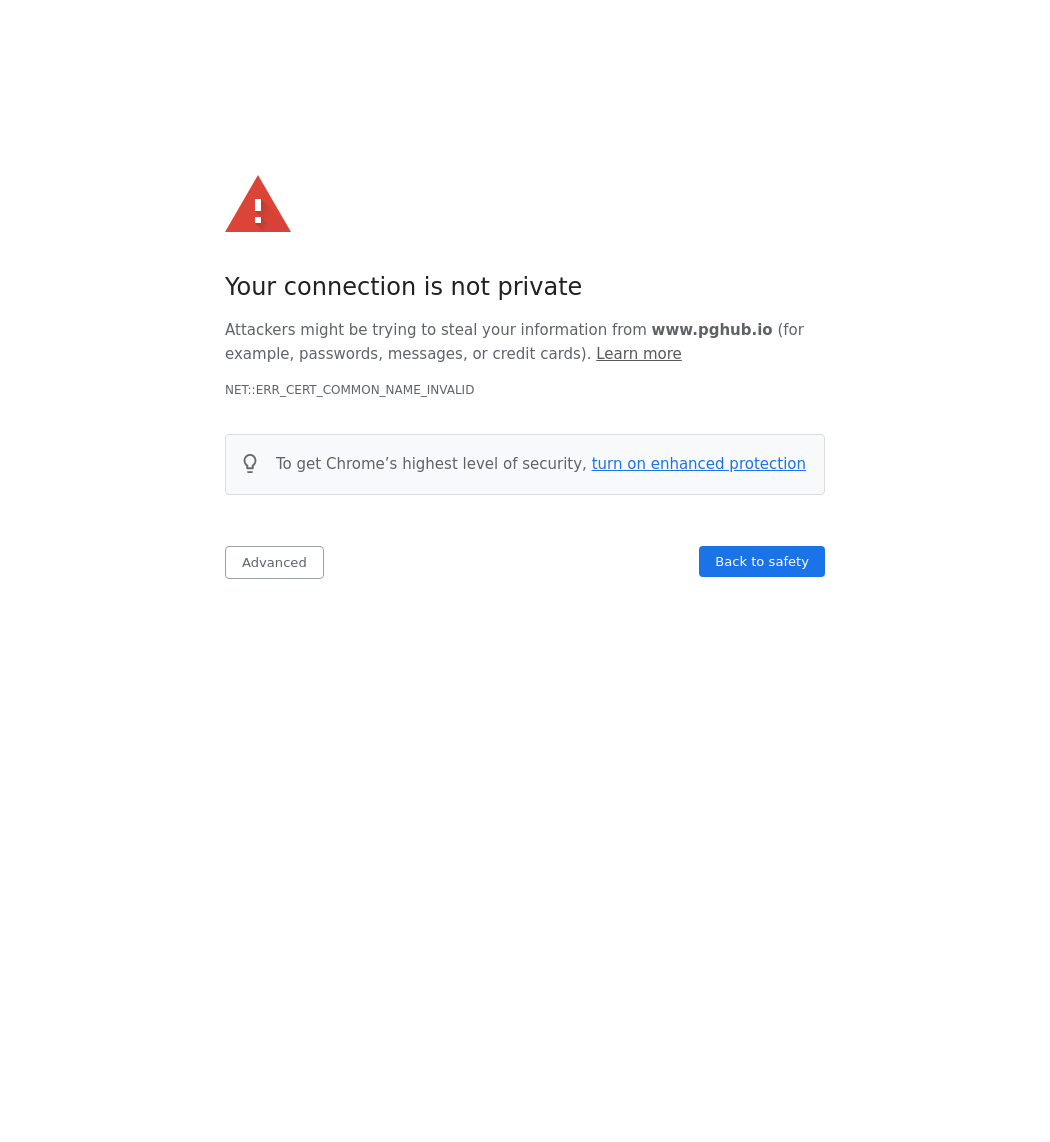 Your connection is not private
Attackers might be trying to steal your information from www.pghub.io (for
example, passwords, messages, or credit cards). Learn more
NET::ERR_CERT_COMMON_NAME_INVALID
To get Chrome’s highest level of security, turn on enhanced protection
Advanced
Back to safety